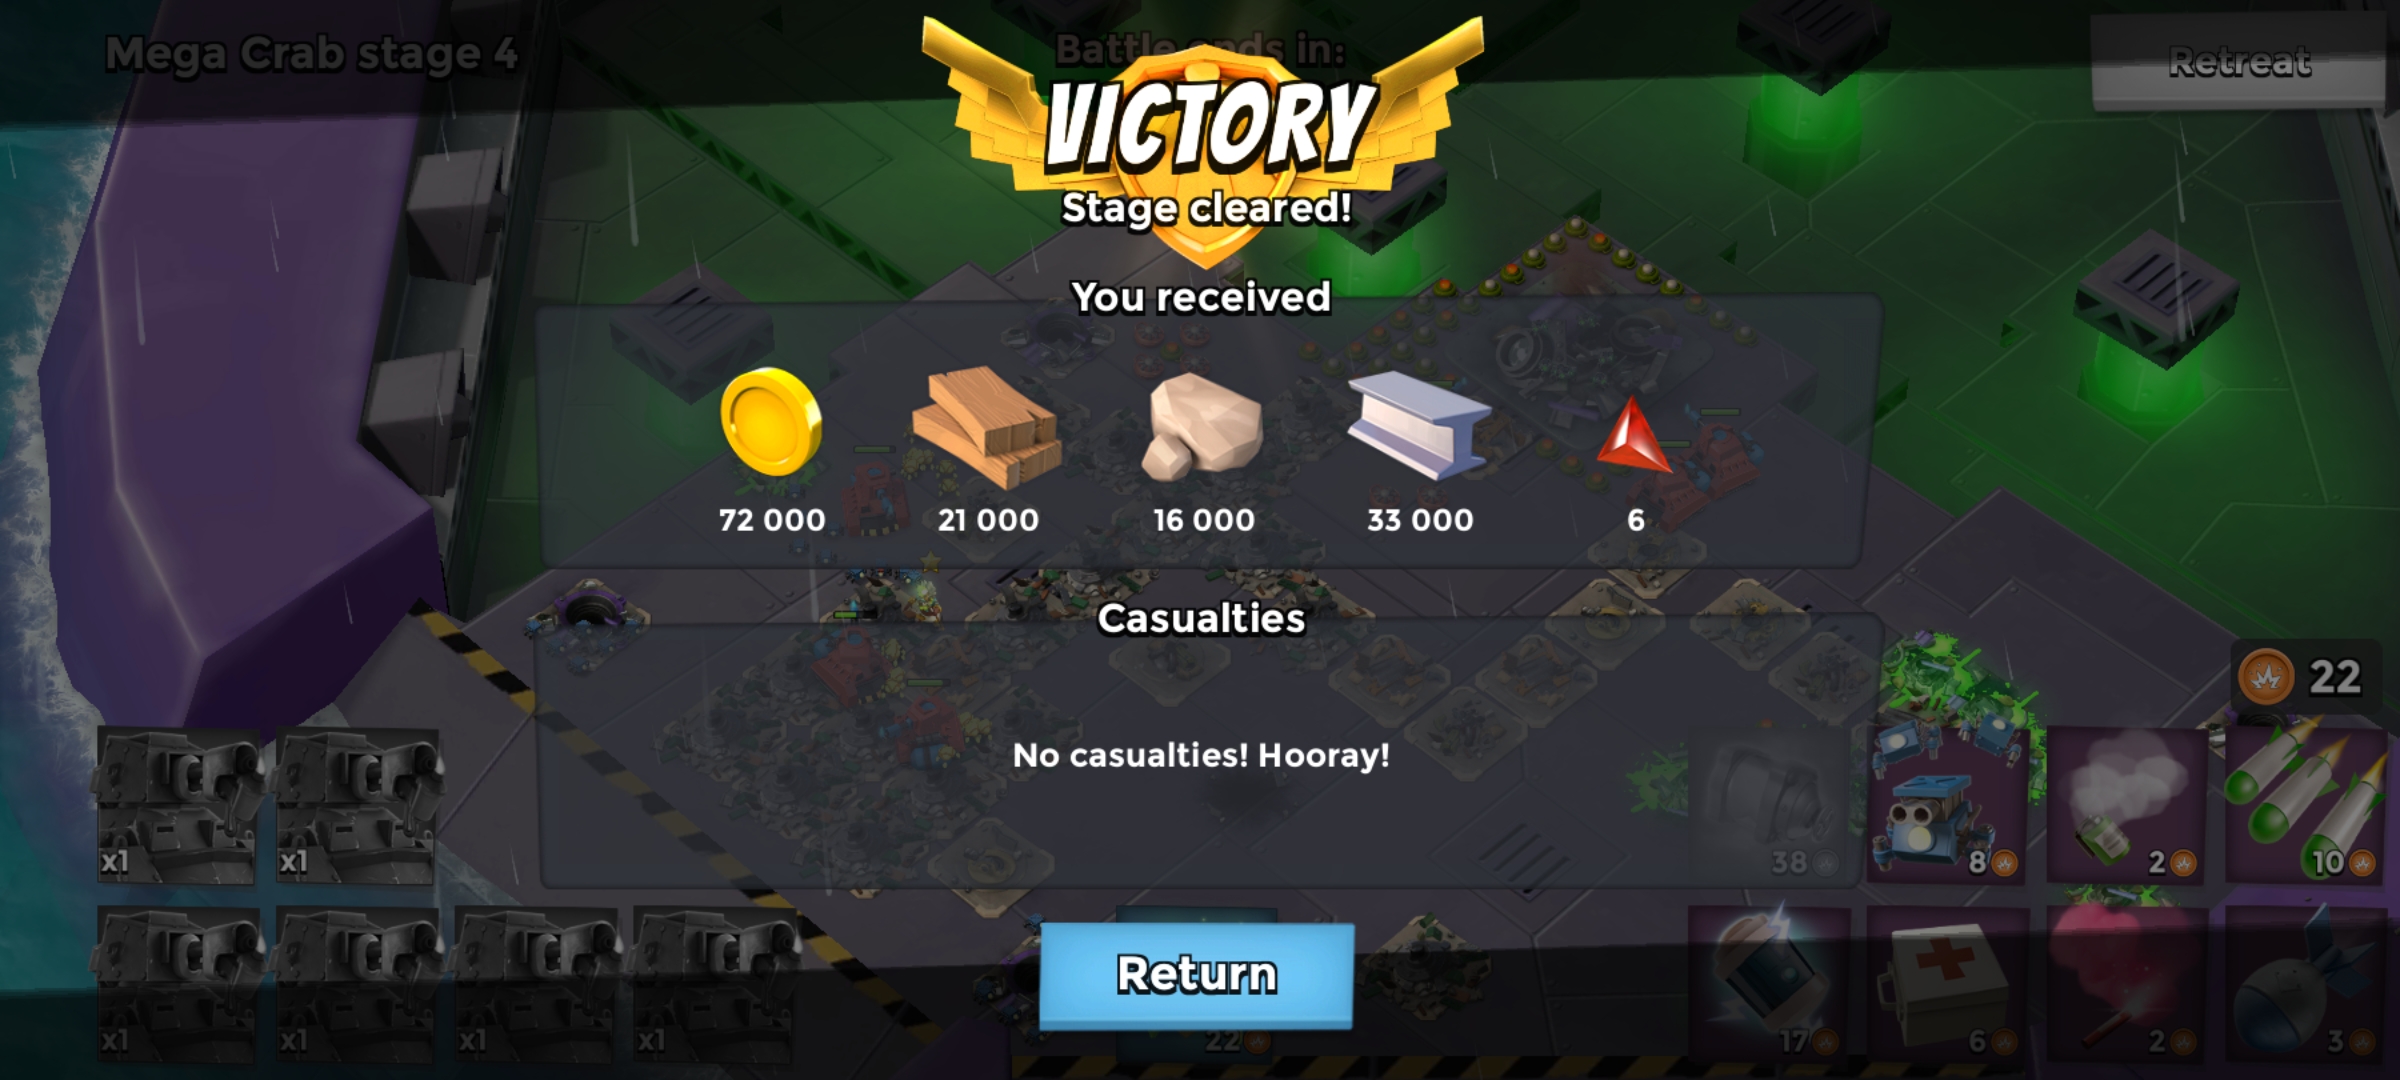 Mega Crab stage 4
Battle ends in:
Retreat
VICTORY
Stage cleared!
You received
72 000
21 000
16 000
33 000
6
Casualties
No casualties! Hooray!
22
x1
x1
38
8
2
10
x1
x1
x1
x1
Return
22
17
6
2
3